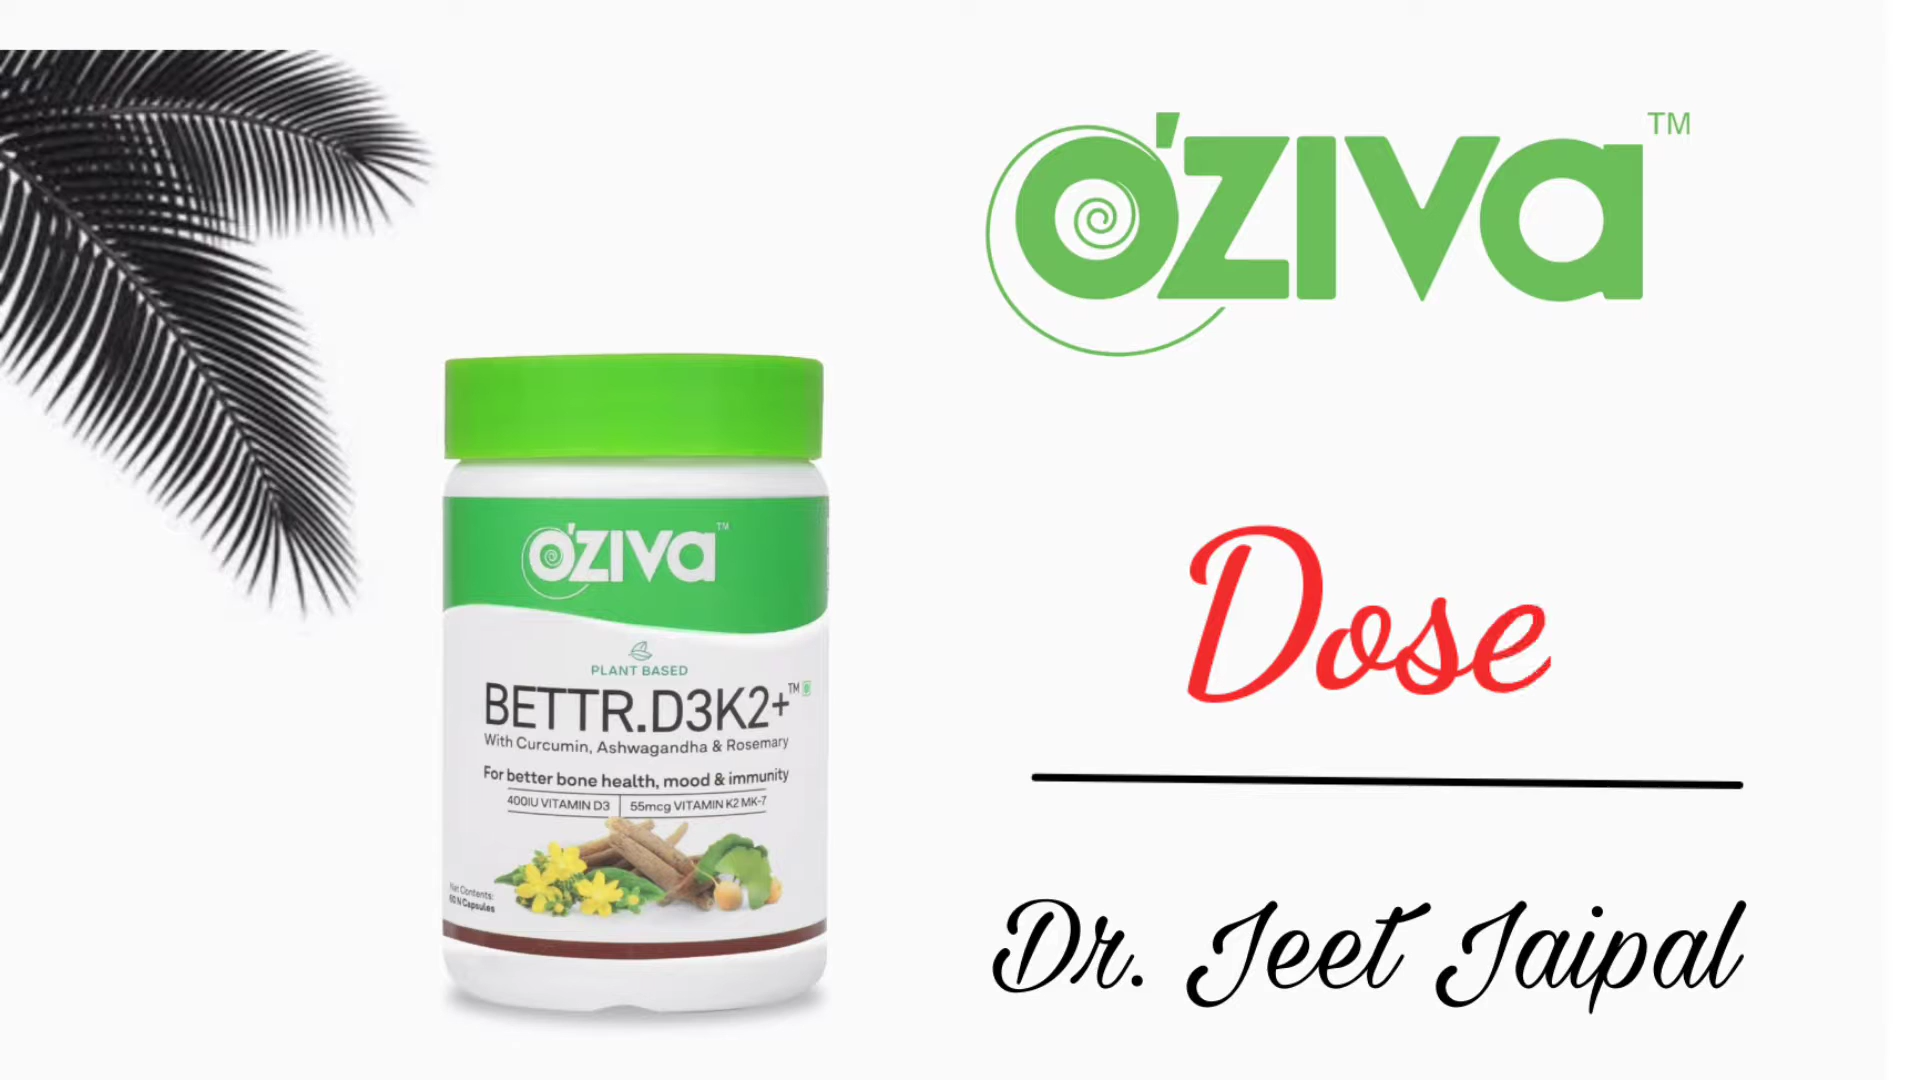 O'ZIVA™
Dose
Dr. Jeet Jaipal
O'ZIVA™
PLANT BASED
BETTR.D3K2+™
With Curcumin, Ashwagandha & Rosemary
For better bone health, mood & immunity
400IU VITAMIN D3 55mcg VITAMIN K2 MK-7
Net Contents:
60 N Capsules